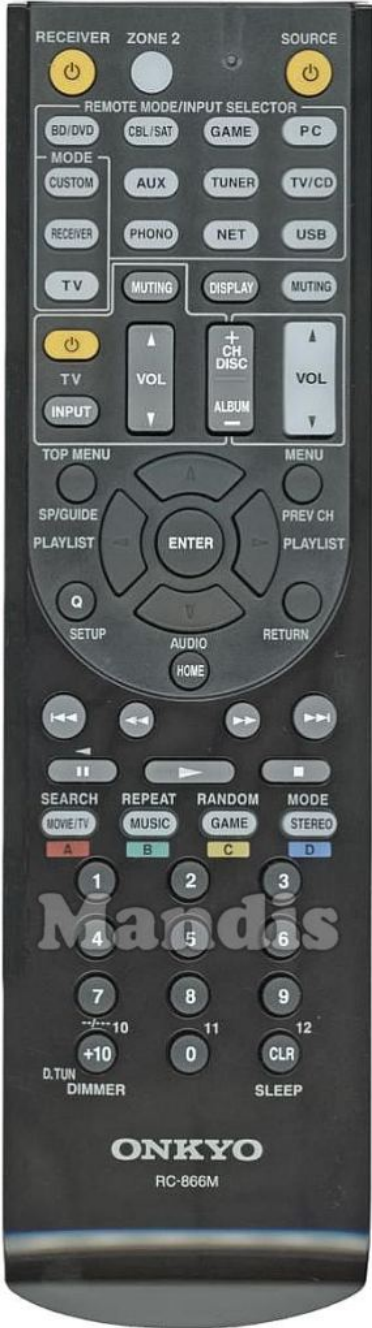 RECEIVER ZONE 2 SOURCE
REMOTE MODE/INPUT SELECTOR
BD/DVD CBL/SAT GAME PC
MODE
CUSTOM AUX TUNER TV/CD
RECEIVER PHONO NET USB
TV MUTING DISPLAY MUTING
+
CH
DISC
TV VOL VOL
INPUT ALBUM
−
TOP MENU MENU
SP/GUIDE PREV CH
PLAYLIST ENTER PLAYLIST
Q
SETUP AUDIO RETURN
HOME
SEARCH REPEAT RANDOM MODE
MOVIE/TV MUSIC GAME STEREO
A B C D
1 2 3
Mandis
4 5 6
7 8 9
--/--- 10 11 12
+10 0 CLR
D.TUN
DIMMER SLEEP
ONKYO
RC-866M